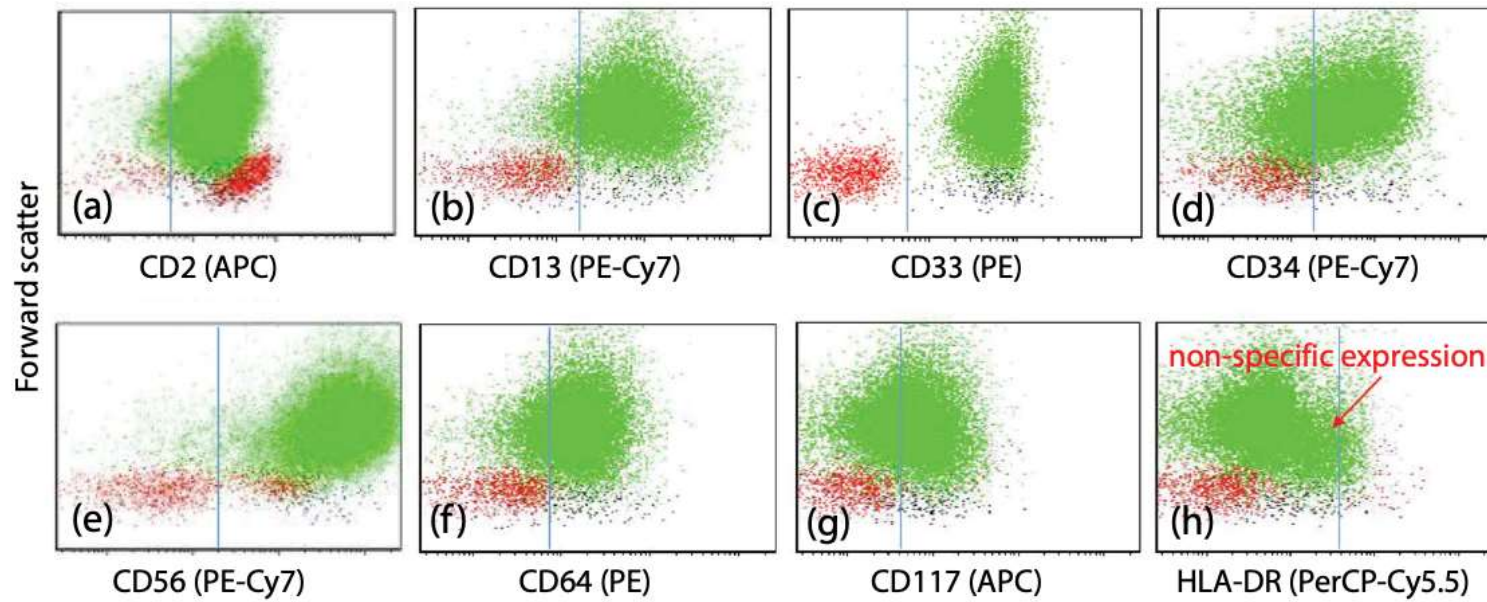 Forward scatter
(a)
(b)
(c)
(d)
CD2 (APC)
CD13 (PE-Cy7)
CD33 (PE)
CD34 (PE-Cy7)
non-specific expression
(e)
(f)
(g)
(h)
CD56 (PE-Cy7)
CD64 (PE)
CD117 (APC)
HLA-DR (PerCP-Cy5.5)